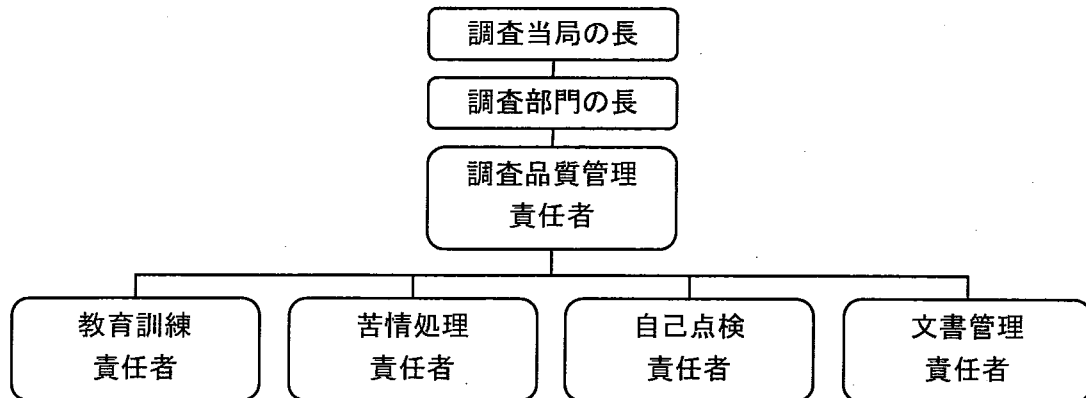 調査当局の長
調査部門の長
調査品質管理
責任者
教育訓練
責任者
苦情処理
責任者
自己点検
責任者
文書管理
責任者